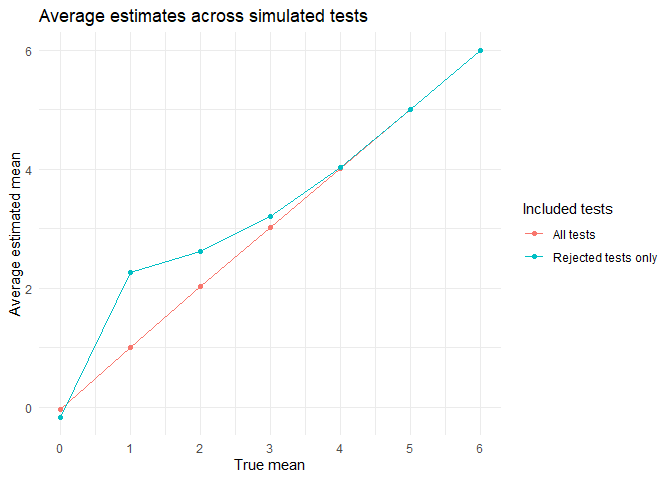 Average estimates across simulated tests
6
4
2
0
Average estimated mean
0 1 2 3 4 5 6
True mean
Included tests
All tests
Rejected tests only